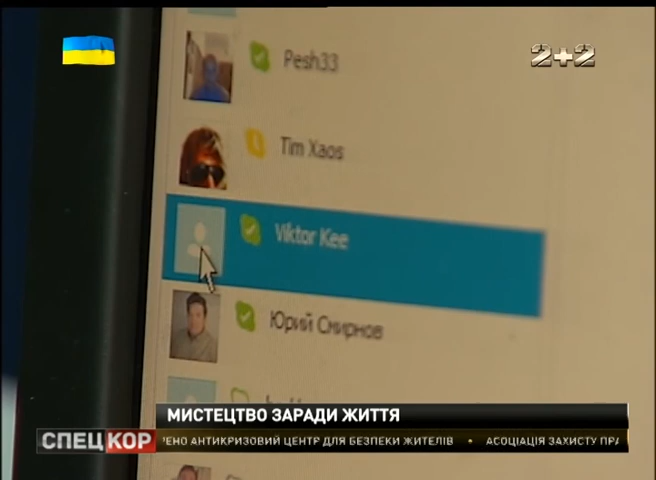 2+2
Pesh33
Tim Xaos
Viktor Kee
Юрий Смирнов
МИСТЕЦТВО ЗАРАДИ ЖИТТЯ
СПЕЦКОР
АНТИКРИЗОВИЙ ЦЕНТР ДЛЯ БЕЗПЕКИ ЖИТЕЛІВ • АСОЦІАЦІЯ ЗАХИСТУ